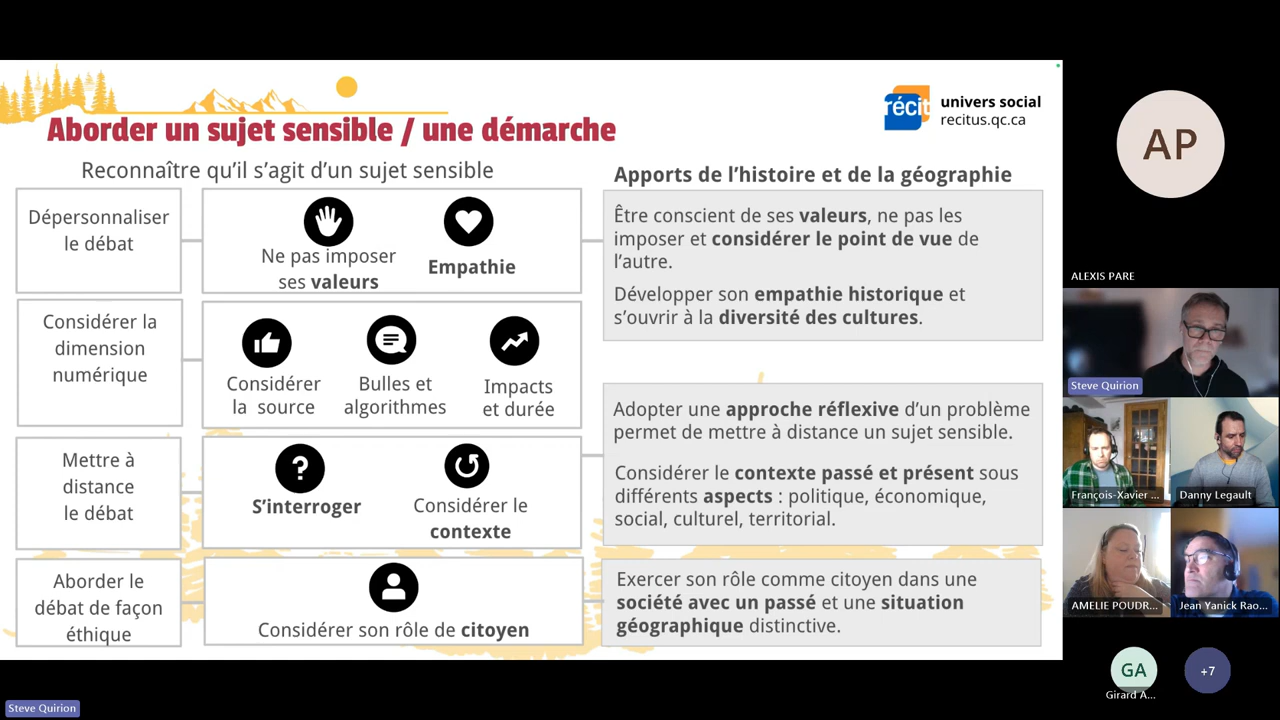 Aborder un sujet sensible / une démarche
récit
univers social
recitus.qc.ca
Reconnaître qu'il s'agit d'un sujet sensible
Apports de l'histoire et de la géographie
Dépersonnaliser
le débat
Ne pas imposer
ses valeurs
Empathie
Être conscient de ses valeurs, ne pas les
imposer et considérer le point de vue de
l'autre.
Développer son empathie historique et
s'ouvrir à la diversité des cultures.
Considérer la
dimension
numérique
Considérer
la source
Bulles et
algorithmes
Impacts
et durée
Adopter une approche réflexive d'un problème
permet de mettre à distance un sujet sensible.
Mettre à
distance
le débat
?
S'interroger
Considérer le
contexte
Considérer le contexte passé et présent sous
différents aspects : politique, économique,
social, culturel, territorial.
Aborder le
débat de façon
éthique
Considérer son rôle de citoyen
Exercer son rôle comme citoyen dans une
société avec un passé et une situation
géographique distinctive.
AP
ALEXIS PARE
Steve Quirion
François-Xavier ...
Danny Legault
AMELIE POUDR...
Jean Yanick Rao...
GA
Girard A...
+7
Steve Quirion